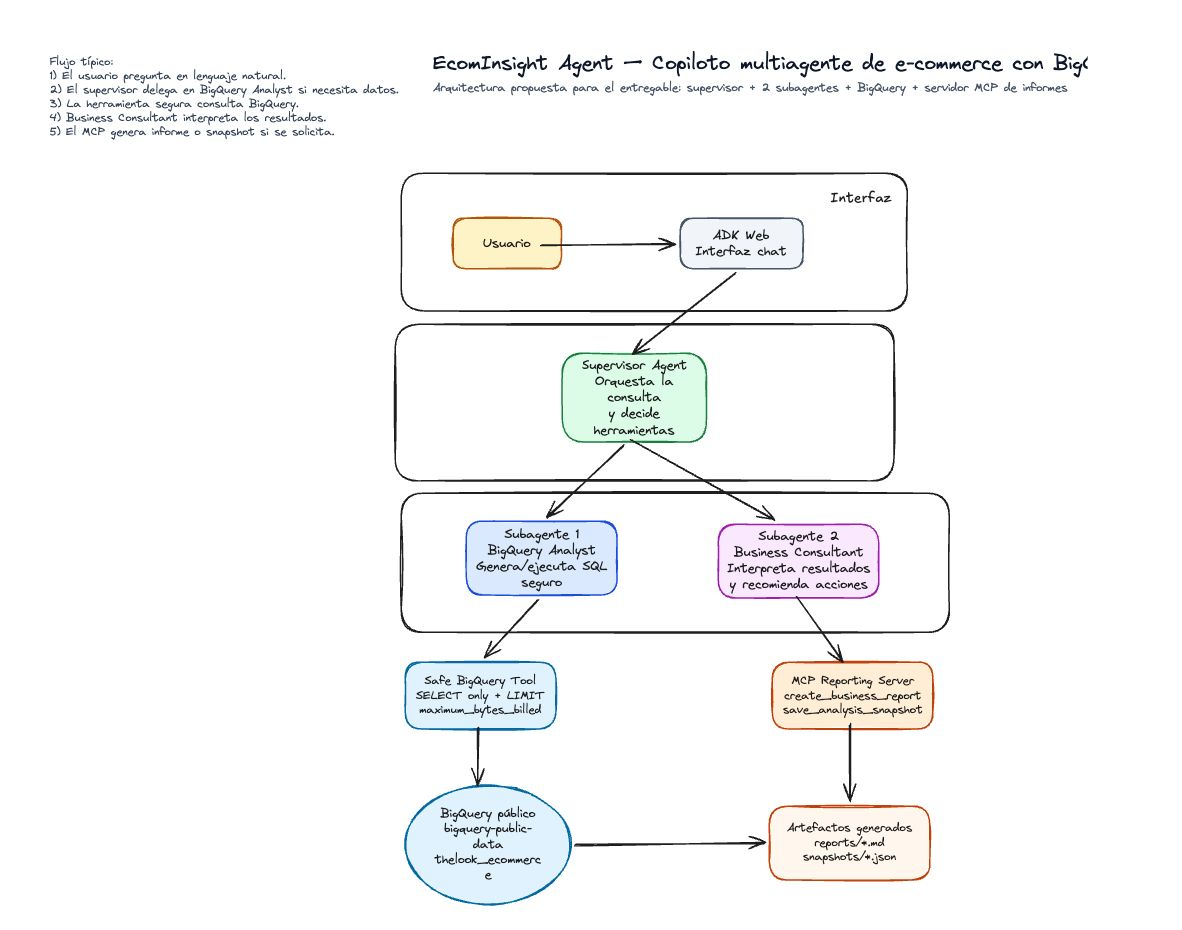 Flujo típico:
1) El usuario pregunta en lenguaje natural.
2) El supervisor delega en BigQuery Analyst si necesita datos.
3) La herramienta segura consulta BigQuery.
4) Business Consultant interpreta los resultados.
5) El MCP genera informe o snapshot si se solicita.
EcomInsight Agent — Copiloto multiagente de e-commerce con Big
Arquitectura propuesta para el entregable: supervisor + 2 subagentes + BigQuery + servidor MCP de informes
Interfaz
Usuario
ADK Web
Interfaz chat
Supervisor Agent
Orquesta la
consulta
y decide
herramientas
Subagente 1
BigQuery Analyst
Genera/ejecuta SQL
seguro
Subagente 2
Business Consultant
Interpreta resultados
y recomienda acciones
Safe BigQuery Tool
SELECT only + LIMIT
maximum_bytes_billed
MCP Reporting Server
create_business_report
save_analysis_snapshot
BigQuery público
bigquery-public-
data
thelook_ecommerc
e
Artefactos generados
reports/*.md
snapshots/*.json